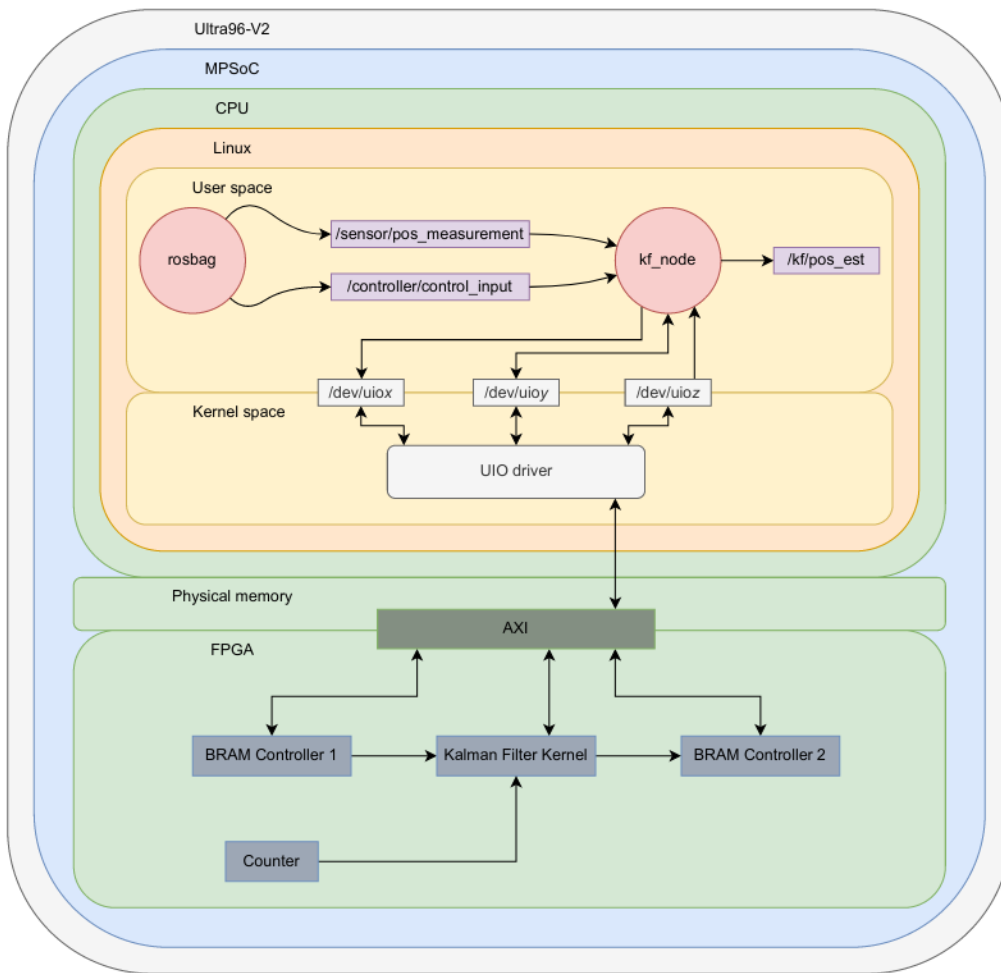 Ultra96-V2
MPSoC
CPU
Linux
User space
rosbag
/sensor/pos_measurement
/controller/control_input
kf_node
/kf/pos_est
/dev/uiox
/dev/uioy
/dev/uioz
Kernel space
UIO driver
Physical memory
AXI
FPGA
BRAM Controller 1
Kalman Filter Kernel
BRAM Controller 2
Counter